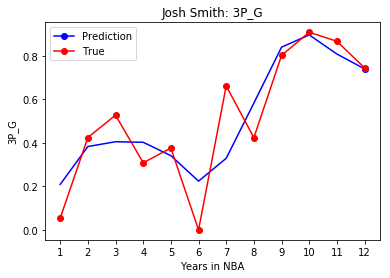 Josh Smith: 3P_G
Prediction
True
3P_G
0.8
0.6
0.4
0.2
0.0
1 2 3 4 5 6 7 8 9 10 11 12
Years in NBA